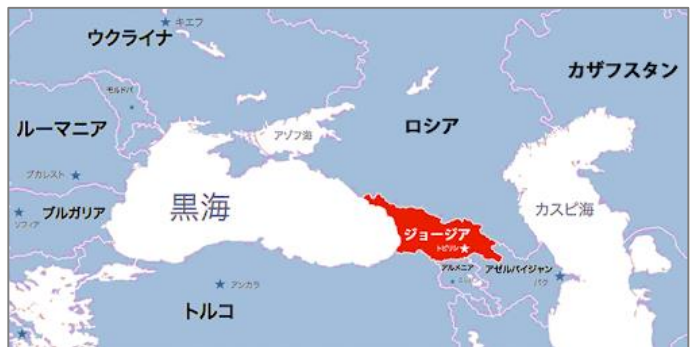 キエフ
ウクライナ
カザフスタン
モルドバ
ルーマニア
アゾフ海
ロシア
ブカレスト
黒海
カスピ海
ブルガリア
ソフィア
ジョージア
トビリシ
アルメニア
アゼルバイジャン
バク
アンカラ
トルコ